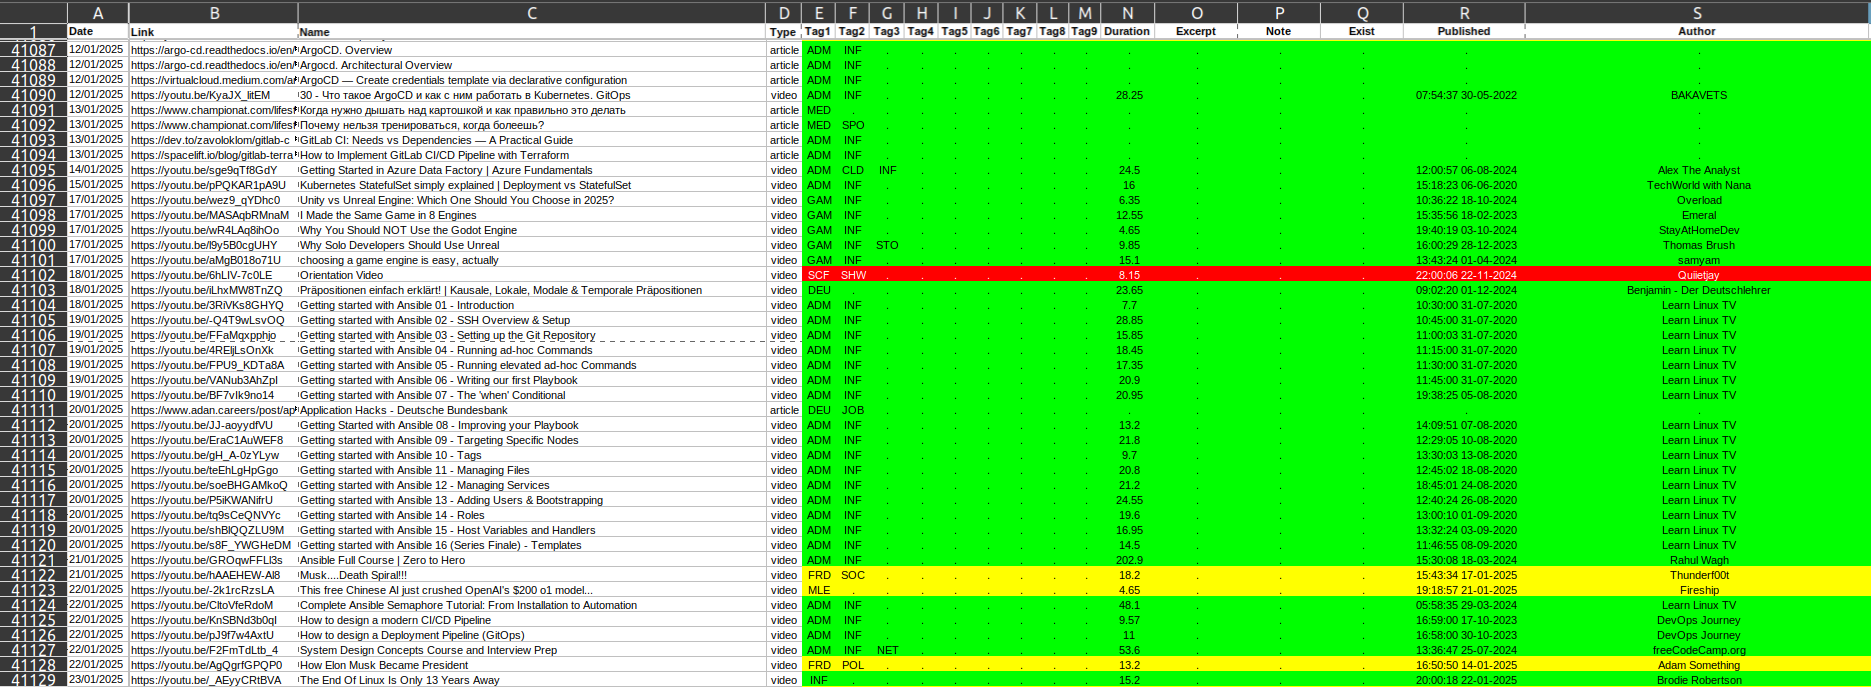 A B C D E F G H I J K L M N O P Q R S
1 Date Link Name Type Tag1 Tag2 Tag3 Tag4 Tag5 Tag6 Tag7 Tag8 Tag9 Duration Excerpt Note Exist Published Author
41087 12/01/2025 https://argo-cd.readthedocs.io/en/ ArgoCD. Overview article ADM INF . . . . . . . . . . . . .
41088 12/01/2025 https://argo-cd.readthedocs.io/en/ Argocd. Architectural Overview article ADM INF . . . . . . . . . . . . .
41089 12/01/2025 https://virtualcloud.medium.com/ar ArgoCD — Create credentials template via declarative configuration article ADM INF . . . . . . . . . . . . .
41090 12/01/2025 https://youtu.be/KyaJX_litEM 30 - Что такое ArgoCD и как с ним работать в Kubernetes. GitOps video ADM INF . . . . . . . 28.25 . . . 07:54:37 30-05-2022 BAKAVETS
41091 13/01/2025 https://www.championat.com/lifest Когда нужно дышать над картошкой и как правильно это делать article MED . . . . . . . . . . . . . .
41092 13/01/2025 https://www.championat.com/lifest Почему нельзя тренироваться, когда болеешь? article MED SPO . . . . . . . . . . . . .
41093 13/01/2025 https://dev.to/zavoloklom/gitlab-c GitLab CI: Needs vs Dependencies — A Practical Guide article ADM INF . . . . . . . . . . . . .
41094 13/01/2025 https://spacelift.io/blog/gitlab-terra How to Implement GitLab CI/CD Pipeline with Terraform article ADM INF . . . . . . . . . . . . .
41095 14/01/2025 https://youtu.be/sge9qTf8GdY Getting Started in Azure Data Factory | Azure Fundamentals video ADM CLD INF . . . . . . 24.5 . . . 12:00:57 06-08-2024 Alex The Analyst
41096 15/01/2025 https://youtu.be/pPQKAR1pA9U Kubernetes StatefulSet simply explained | Deployment vs StatefulSet video ADM INF . . . . . . . 16 . . . 15:18:23 06-06-2020 TechWorld with Nana
41097 17/01/2025 https://youtu.be/wez9_qYDhc0 Unity vs Unreal Engine: Which One Should You Choose in 2025? video GAM INF . . . . . . . 6.35 . . . 10:36:22 18-10-2024 Overload
41098 17/01/2025 https://youtu.be/MASAqbRMnaM I Made the Same Game in 8 Engines video GAM INF . . . . . . . 12.55 . . . 15:35:56 18-02-2023 Emeral
41099 17/01/2025 https://youtu.be/wR4LAq8ihOo Why You Should NOT Use the Godot Engine video GAM INF . . . . . . . 4.65 . . . 19:40:19 03-10-2024 StayAtHomeDev
41100 17/01/2025 https://youtu.be/l9y5B0cgUHY Why Solo Developers Should Use Unreal video GAM INF STO . . . . . . 9.85 . . . 16:00:29 28-12-2023 Thomas Brush
41101 17/01/2025 https://youtu.be/aMgB018o71U choosing a game engine is easy, actually video GAM INF . . . . . . . 15.1 . . . 13:43:24 01-04-2024 samyam
41102 18/01/2025 https://youtu.be/6hLIV-7c0LE Orientation Video video SCF SHW . . . . . . . 8.15 . . . 22:00:06 22-11-2024 Quiietjay
41103 18/01/2025 https://youtu.be/iLhxMW8TnZQ Präpositionen einfach erklärt! | Kausale, Lokale, Modale & Temporale Präpositionen video DEU . . . . . . . . 23.65 . . . 09:02:20 01-12-2024 Benjamin - Der Deutschlehrer
41104 18/01/2025 https://youtu.be/3RiVKs8GHYQ Getting started with Ansible 01 - Introduction video ADM INF . . . . . . . 7.7 . . . 10:30:00 31-07-2020 Learn Linux TV
41105 19/01/2025 https://youtu.be/-Q4T9wLsvOQ Getting started with Ansible 02 - SSH Overview & Setup video ADM INF . . . . . . . 28.85 . . . 10:45:00 31-07-2020 Learn Linux TV
41106 19/01/2025 https://youtu.be/FFaMqxpphjo Getting started with Ansible 03 - Setting up the Git Repository video ADM INF . . . . . . . 15.85 . . . 11:00:03 31-07-2020 Learn Linux TV
41107 19/01/2025 https://youtu.be/4REljLsOnXk Getting started with Ansible 04 - Running ad-hoc Commands video ADM INF . . . . . . . 18.45 . . . 11:15:00 31-07-2020 Learn Linux TV
41108 19/01/2025 https://youtu.be/FPU9_KDTa8A Getting started with Ansible 05 - Running elevated ad-hoc Commands video ADM INF . . . . . . . 17.35 . . . 11:30:00 31-07-2020 Learn Linux TV
41109 19/01/2025 https://youtu.be/VANub3AhZpI Getting started with Ansible 06 - Writing our first Playbook video ADM INF . . . . . . . 20.9 . . . 11:45:00 31-07-2020 Learn Linux TV
41110 19/01/2025 https://youtu.be/BF7vIk9no14 Getting started with Ansible 07 - The 'when' Conditional video ADM INF . . . . . . . 20.95 . . . 19:38:25 05-08-2020 Learn Linux TV
41111 20/01/2025 https://www.adan.careers/post/ap Application Hacks - Deutsche Bundesbank article DEU JOB . . . . . . . . . . . . .
41112 20/01/2025 https://youtu.be/JJ-aoyydfVU Getting Started with Ansible 08 - Improving your Playbook video ADM INF . . . . . . . 13.2 . . . 14:09:51 07-08-2020 Learn Linux TV
41113 20/01/2025 https://youtu.be/EraC1AuWEF8 Getting started with Ansible 09 - Targeting Specific Nodes video ADM INF . . . . . . . 21.8 . . . 12:29:05 10-08-2020 Learn Linux TV
41114 20/01/2025 https://youtu.be/gH_A-0zYLyw Getting started with Ansible 10 - Tags video ADM INF . . . . . . . 9.7 . . . 13:30:03 13-08-2020 Learn Linux TV
41115 20/01/2025 https://youtu.be/teEhLgHpGgo Getting started with Ansible 11 - Managing Files video ADM INF . . . . . . . 20.8 . . . 12:45:02 18-08-2020 Learn Linux TV
41116 20/01/2025 https://youtu.be/soeBHGAMkoQ Getting started with Ansible 12 - Managing Services video ADM INF . . . . . . . 21.2 . . . 18:45:01 24-08-2020 Learn Linux TV
41117 20/01/2025 https://youtu.be/P5iKWANifrU Getting started with Ansible 13 - Adding Users & Bootstrapping video ADM INF . . . . . . . 24.55 . . . 12:40:24 26-08-2020 Learn Linux TV
41118 20/01/2025 https://youtu.be/tq9sCeQNVYc Getting started with Ansible 14 - Roles video ADM INF . . . . . . . 19.6 . . . 13:00:10 01-09-2020 Learn Linux TV
41119 20/01/2025 https://youtu.be/shBlQQZLU9M Getting started with Ansible 15 - Host Variables and Handlers video ADM INF . . . . . . . 16.95 . . . 13:32:24 03-09-2020 Learn Linux TV
41120 20/01/2025 https://youtu.be/s8F_YWGHeDM Getting started with Ansible 16 (Series Finale) - Templates video ADM INF . . . . . . . 14.5 . . . 11:46:55 08-09-2020 Learn Linux TV
41121 21/01/2025 https://youtu.be/GROqwFFLl3s Ansible Full Course | Zero to Hero video ADM INF . . . . . . . 202.9 . . . 15:30:08 18-03-2024 Rahul Wagh
41122 21/01/2025 https://youtu.be/hAAEHEW-Al8 Musk....Death Spiral!!! video FRD SOC . . . . . . . 18.2 . . . 15:43:34 17-01-2025 Thunderf00t
41123 22/01/2025 https://youtu.be/-2k1rcRzsLA This free Chinese AI just crushed OpenAI's $200 o1 model... video MLE . . . . . . . . 4.65 . . . 19:18:57 21-01-2025 Fireship
41124 22/01/2025 https://youtu.be/CltoVfeRdoM Complete Ansible Semaphore Tutorial: From Installation to Automation video ADM INF . . . . . . . 48.1 . . . 05:58:35 29-03-2024 Learn Linux TV
41125 22/01/2025 https://youtu.be/KnSBNd3b0qI How to design a modern CI/CD Pipeline video ADM INF . . . . . . . 9.57 . . . 16:59:00 17-10-2023 DevOps Journey
41126 22/01/2025 https://youtu.be/pJ9f7w4AxtU How to design a Deployment Pipeline (GitOps) video ADM INF . . . . . . . 11 . . . 16:58:00 30-10-2023 DevOps Journey
41127 22/01/2025 https://youtu.be/F2FmTdLtb_4 System Design Concepts Course and Interview Prep video ADM INF NET . . . . . . 53.6 . . . 13:36:47 25-07-2024 freeCodeCamp.org
41128 22/01/2025 https://youtu.be/AgQgrfGPQP0 How Elon Musk Became President video FRD POL . . . . . . . 13.2 . . . 16:50:50 14-01-2025 Adam Something
41129 23/01/2025 https://youtu.be/_AEyyCRtBVA The End Of Linux Is Only 13 Years Away video INF . . . . . . . . 15.2 . . . 20:00:18 22-01-2025 Brodie Robertson